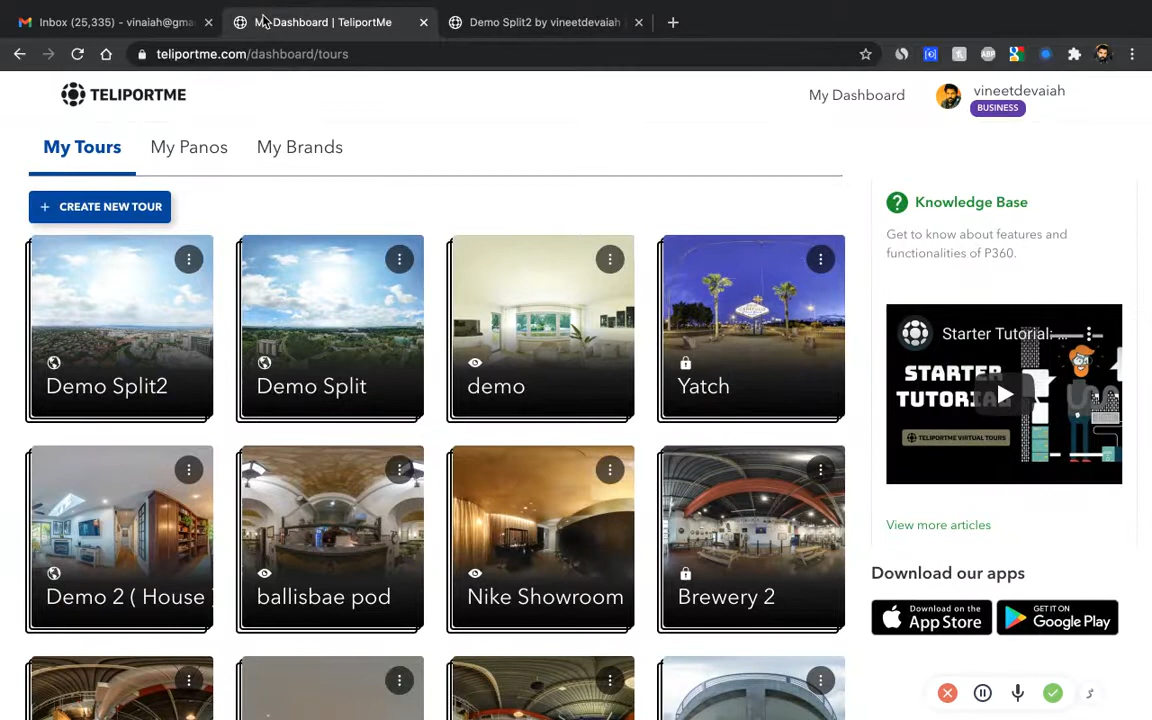 Inbox (25,335) - vinaiah@gma
My Dashboard | TeliportMe
Demo Split2 by vineetdevaiah
teliportme.com/dashboard/tours
ABP
TELIPORTME
My Dashboard
vineetdevaiah
BUSINESS
My Tours
My Panos
My Brands
+ CREATE NEW TOUR
Knowledge Base
Get to know about features and
functionalities of P360.
Demo Split2
Demo Split
demo
Yatch
Starter Tutorial: ...
STARTER
TUTORIAL
TELIPORTME VIRTUAL TOURS
Demo 2 ( House )
ballisbae pod
Nike Showroom
Brewery 2
View more articles
Download our apps
Download on the
App Store
GET IT ON
Google Play